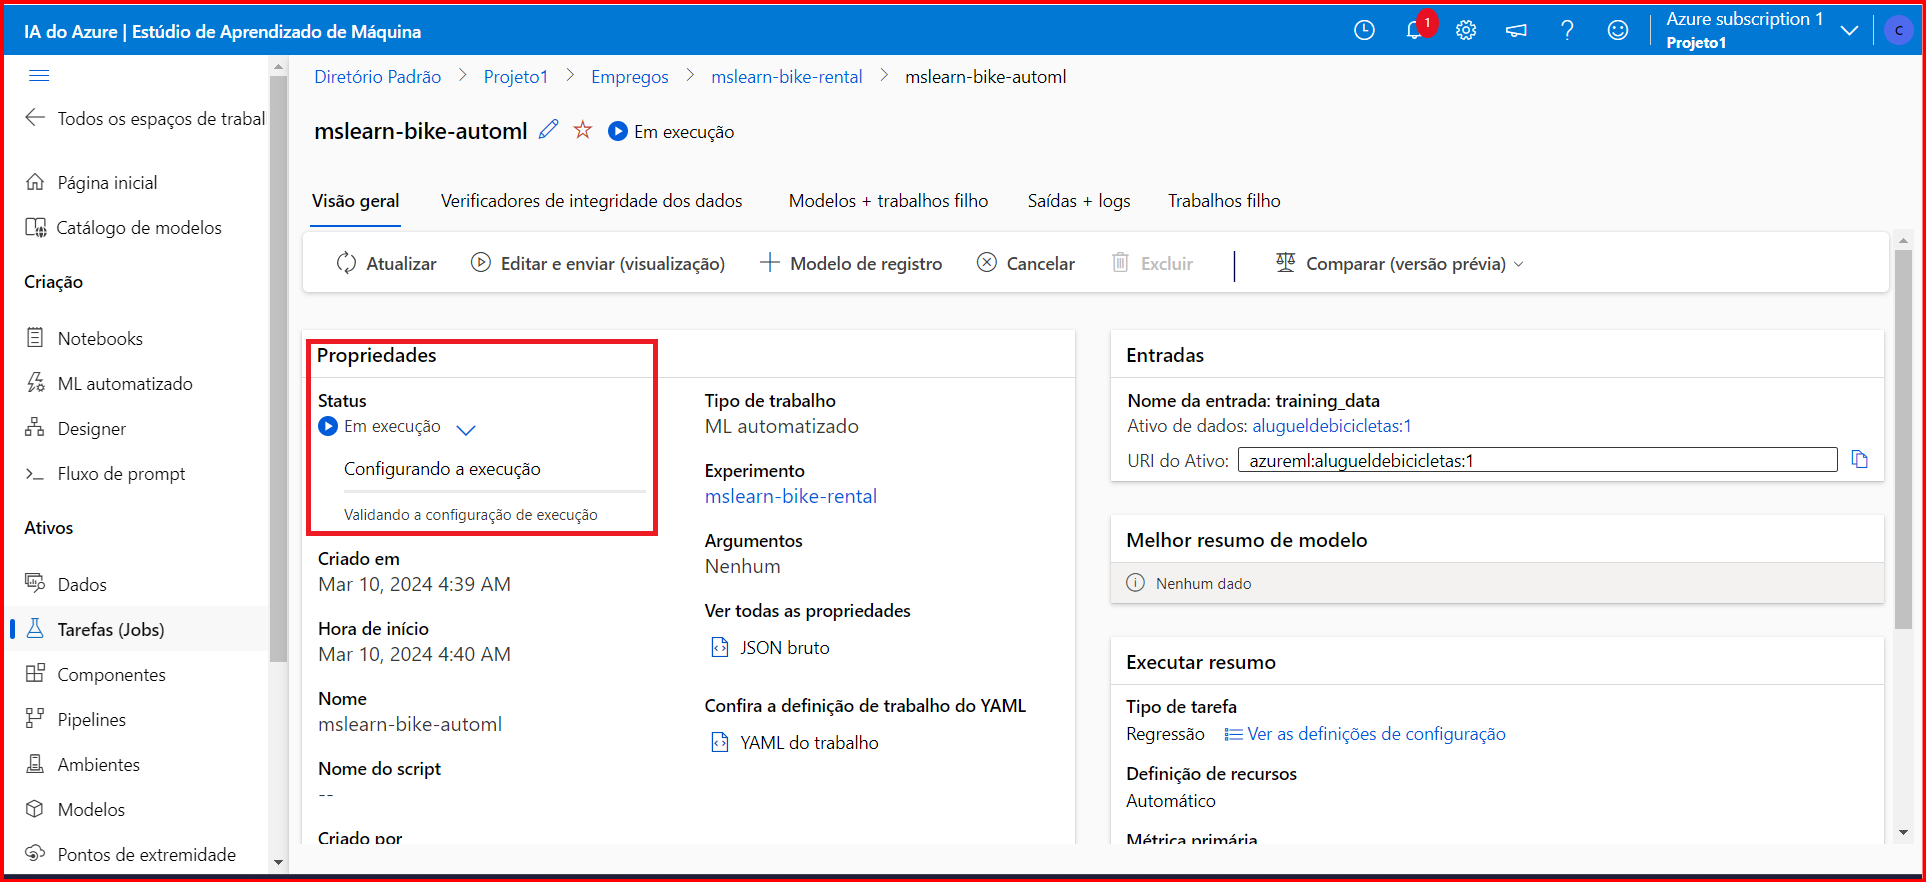 IA do Azure | Estúdio de Aprendizado de Máquina
1
Azure subscription 1
Projeto1
C
Diretório Padrão > Projeto1 > Empregos > mslearn-bike-rental > mslearn-bike-automl
Todos os espaços de trabal
Página inicial
Catálogo de modelos
Criação
Notebooks
ML automatizado
Designer
Fluxo de prompt
Ativos
Dados
Tarefas (Jobs)
Componentes
Pipelines
Ambientes
Modelos
Pontos de extremidade
mslearn-bike-automl Em execução
Visão geral Verificadores de integridade dos dados Modelos + trabalhos filho Saídas + logs Trabalhos filho
Atualizar Editar e enviar (visualização) Modelo de registro Cancelar Excluir Comparar (versão prévia)
Propriedades
Status
Em execução
Configurando a execução
Validando a configuração de execução
Criado em
Mar 10, 2024 4:39 AM
Hora de início
Mar 10, 2024 4:40 AM
Nome
mslearn-bike-automl
Nome do script
--
Criado por
Tipo de trabalho
ML automatizado
Experimento
mslearn-bike-rental
Argumentos
Nenhum
Ver todas as propriedades
JSON bruto
Confira a definição de trabalho do YAML
YAML do trabalho
Entradas
Nome da entrada: training_data
Ativo de dados: alugueldebicicletas:1
URI do Ativo: azureml:alugueldebicicletas:1
Melhor resumo de modelo
Nenhum dado
Executar resumo
Tipo de tarefa
Regressão Ver as definições de configuração
Definição de recursos
Automático
Métrica primária